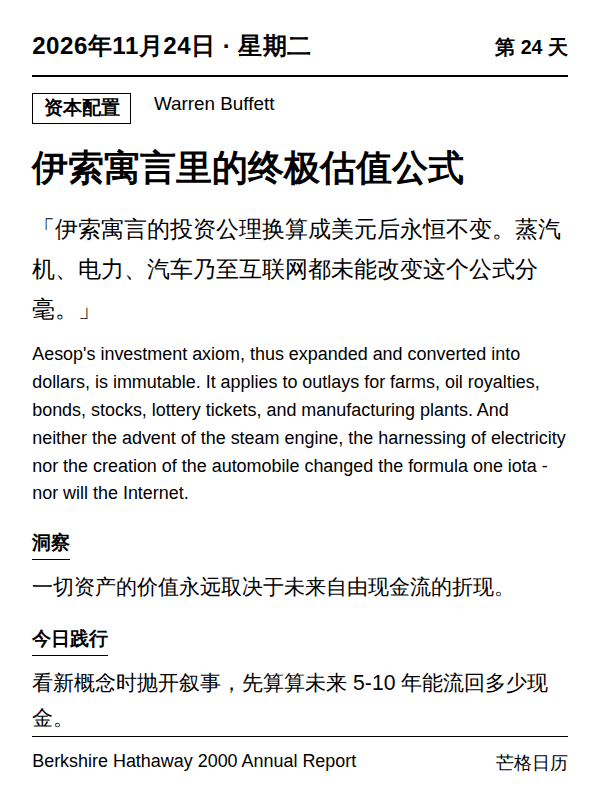 2026年11月24日 · 星期二
第 24 天
资本配置
Warren Buffett
伊索寓言里的终极估值公式
「伊索寓言的投资公理换算成美元后永恒不变。蒸汽
机、电力、汽车乃至互联网都未能改变这个公式分
毫。」
Aesop's investment axiom, thus expanded and converted into
dollars, is immutable. It applies to outlays for farms, oil royalties,
bonds, stocks, lottery tickets, and manufacturing plants. And
neither the advent of the steam engine, the harnessing of electricity
nor the creation of the automobile changed the formula one iota -
nor will the Internet.
洞察
一切资产的价值永远取决于未来自由现金流的折现。
今日践行
看新概念时抛开叙事，先算算未来 5-10 年能流回多少现
金。
Berkshire Hathaway 2000 Annual Report
芒格日历